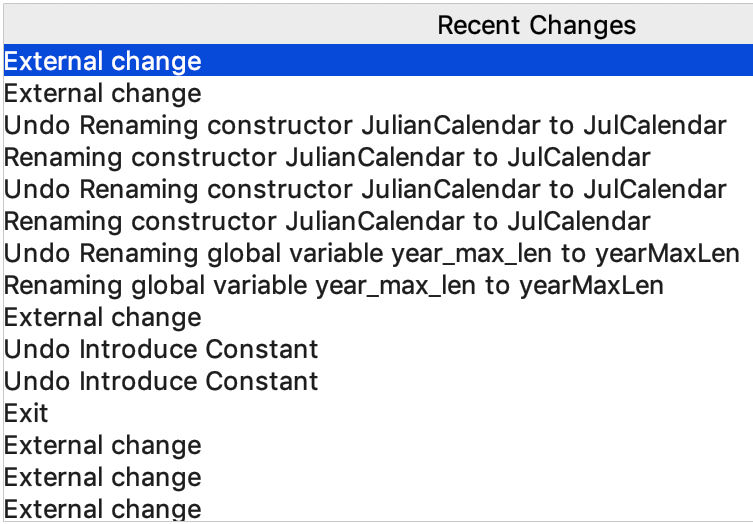 Recent Changes
External change
External change
Undo Renaming constructor JulianCalendar to JulCalendar
Renaming constructor JulianCalendar to JulCalendar
Undo Renaming constructor JulianCalendar to JulCalendar
Renaming constructor JulianCalendar to JulCalendar
Undo Renaming global variable year_max_len to yearMaxLen
Renaming global variable year_max_len to yearMaxLen
External change
Undo Introduce Constant
Undo Introduce Constant
Exit
External change
External change
External change